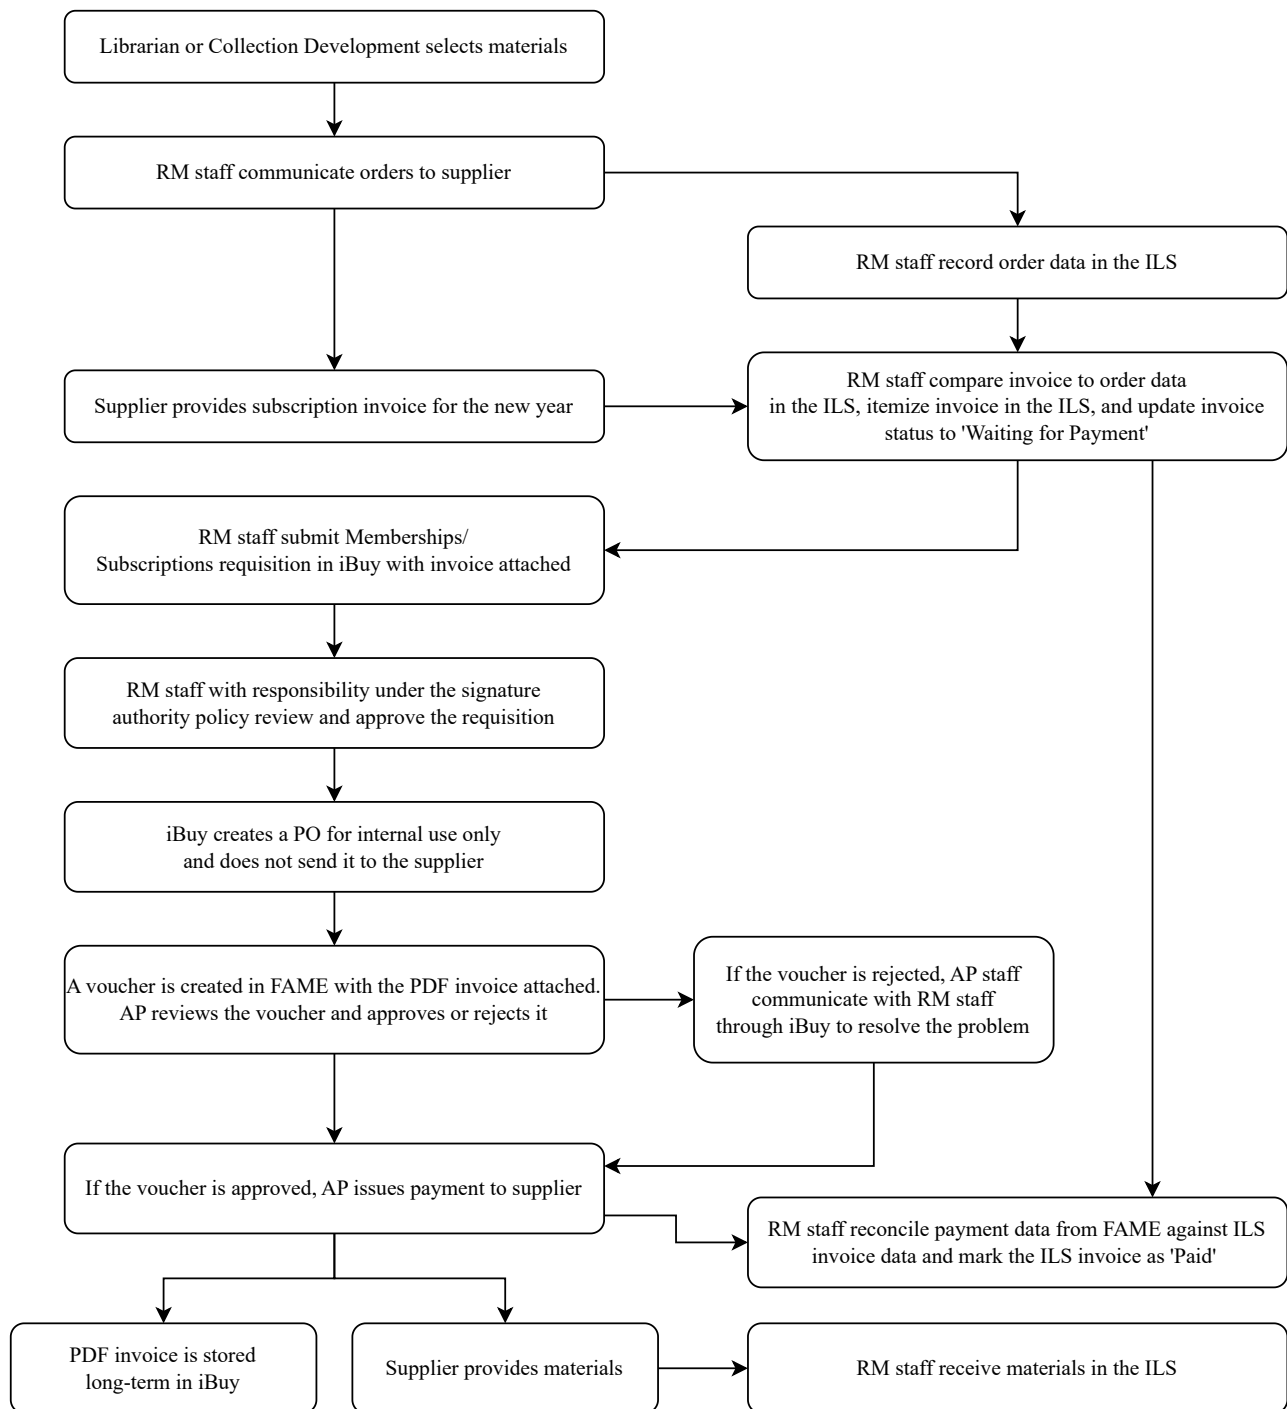 Librarian or Collection Development selects materials
RM staff communicate orders to supplier
RM staff record order data in the ILS
Supplier provides subscription invoice for the new year
RM staff compare invoice to order data
in the ILS, itemize invoice in the ILS, and update invoice
status to 'Waiting for Payment'
RM staff submit Memberships/
Subscriptions requisition in iBuy with invoice attached
RM staff with responsibility under the signature
authority policy review and approve the requisition
iBuy creates a PO for internal use only
and does not send it to the supplier
A voucher is created in FAME with the PDF invoice attached.
AP reviews the voucher and approves or rejects it
If the voucher is rejected, AP staff
communicate with RM staff
through iBuy to resolve the problem
If the voucher is approved, AP issues payment to supplier
RM staff reconcile payment data from FAME against ILS
invoice data and mark the ILS invoice as 'Paid'
PDF invoice is stored
long-term in iBuy
Supplier provides materials
RM staff receive materials in the ILS